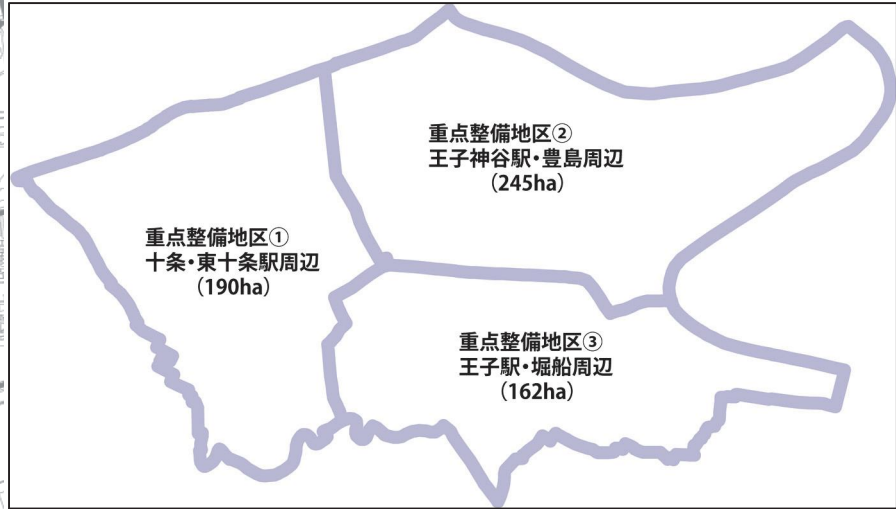 重点整備地区②
王子神谷駅・豊島周辺
（245ha）
重点整備地区①
十条・東十条駅周辺
（190ha）
重点整備地区③
王子駅・堀船周辺
（162ha）